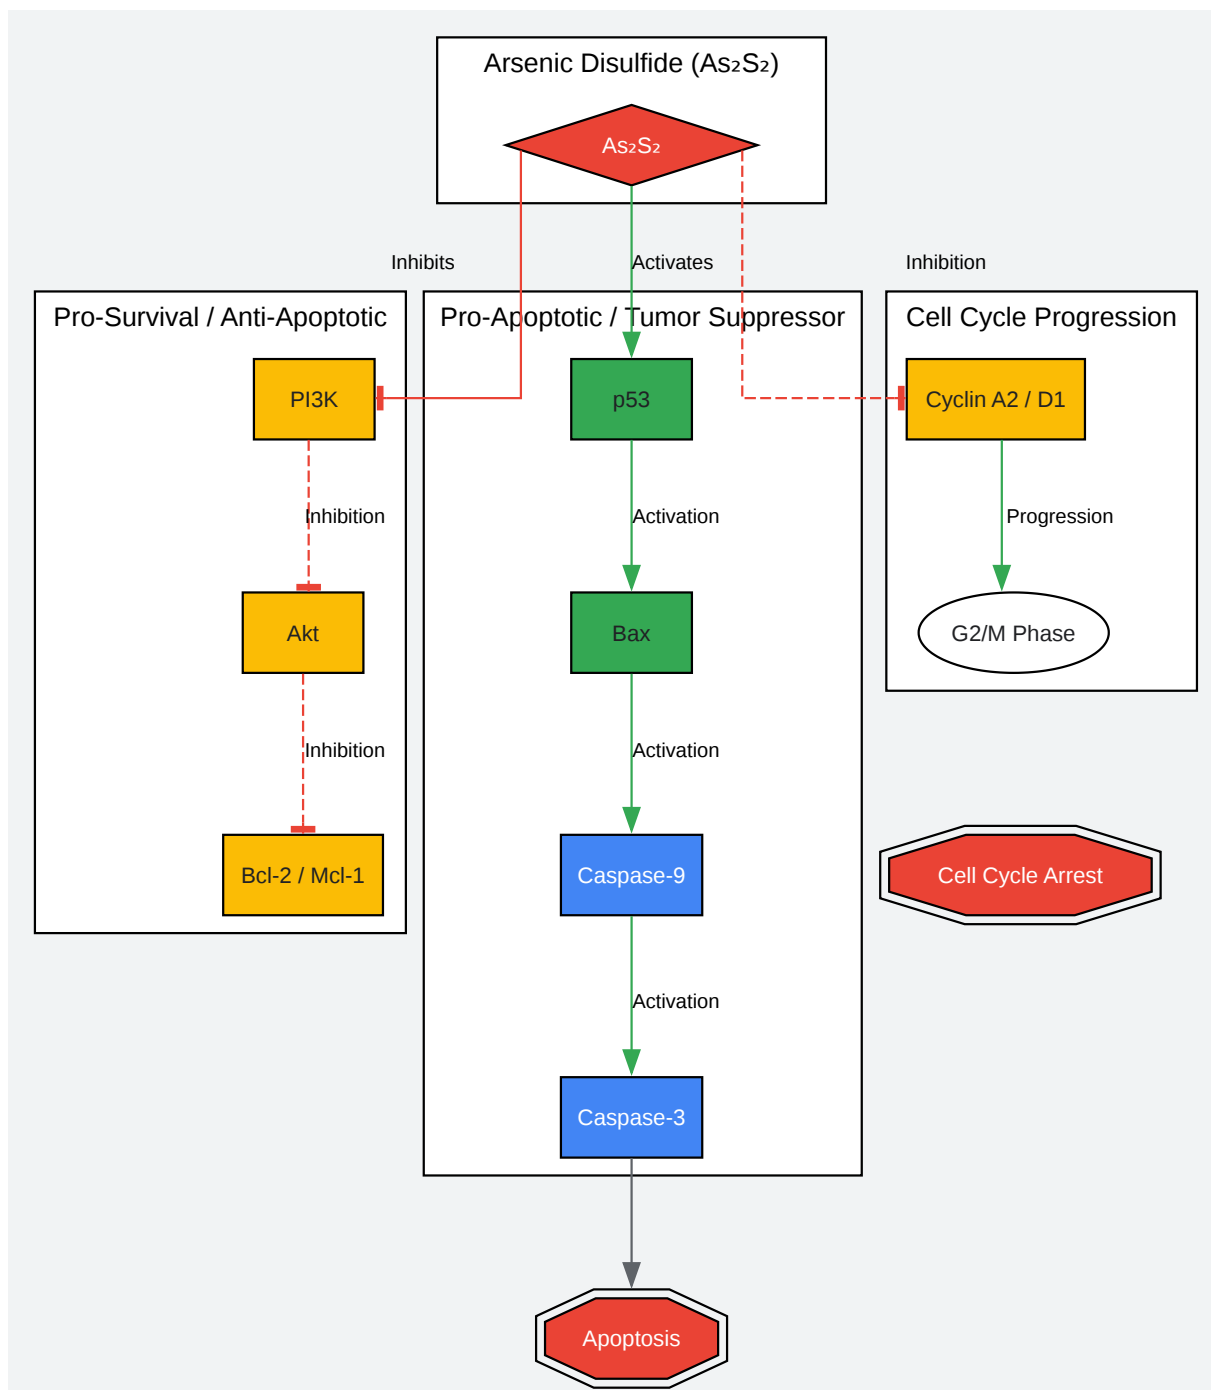 Arsenic Disulfide (As₂S₂)
As₂S₂
Inhibits
Activates
Inhibition
Pro-Survival / Anti-Apoptotic
Pro-Apoptotic / Tumor Suppressor
Cell Cycle Progression
PI3K
p53
Cyclin A2 / D1
Inhibition
Activation
Progression
Akt
Bax
G2/M Phase
Inhibition
Activation
Bcl-2 / Mcl-1
Caspase-9
Cell Cycle Arrest
Activation
Caspase-3
Apoptosis